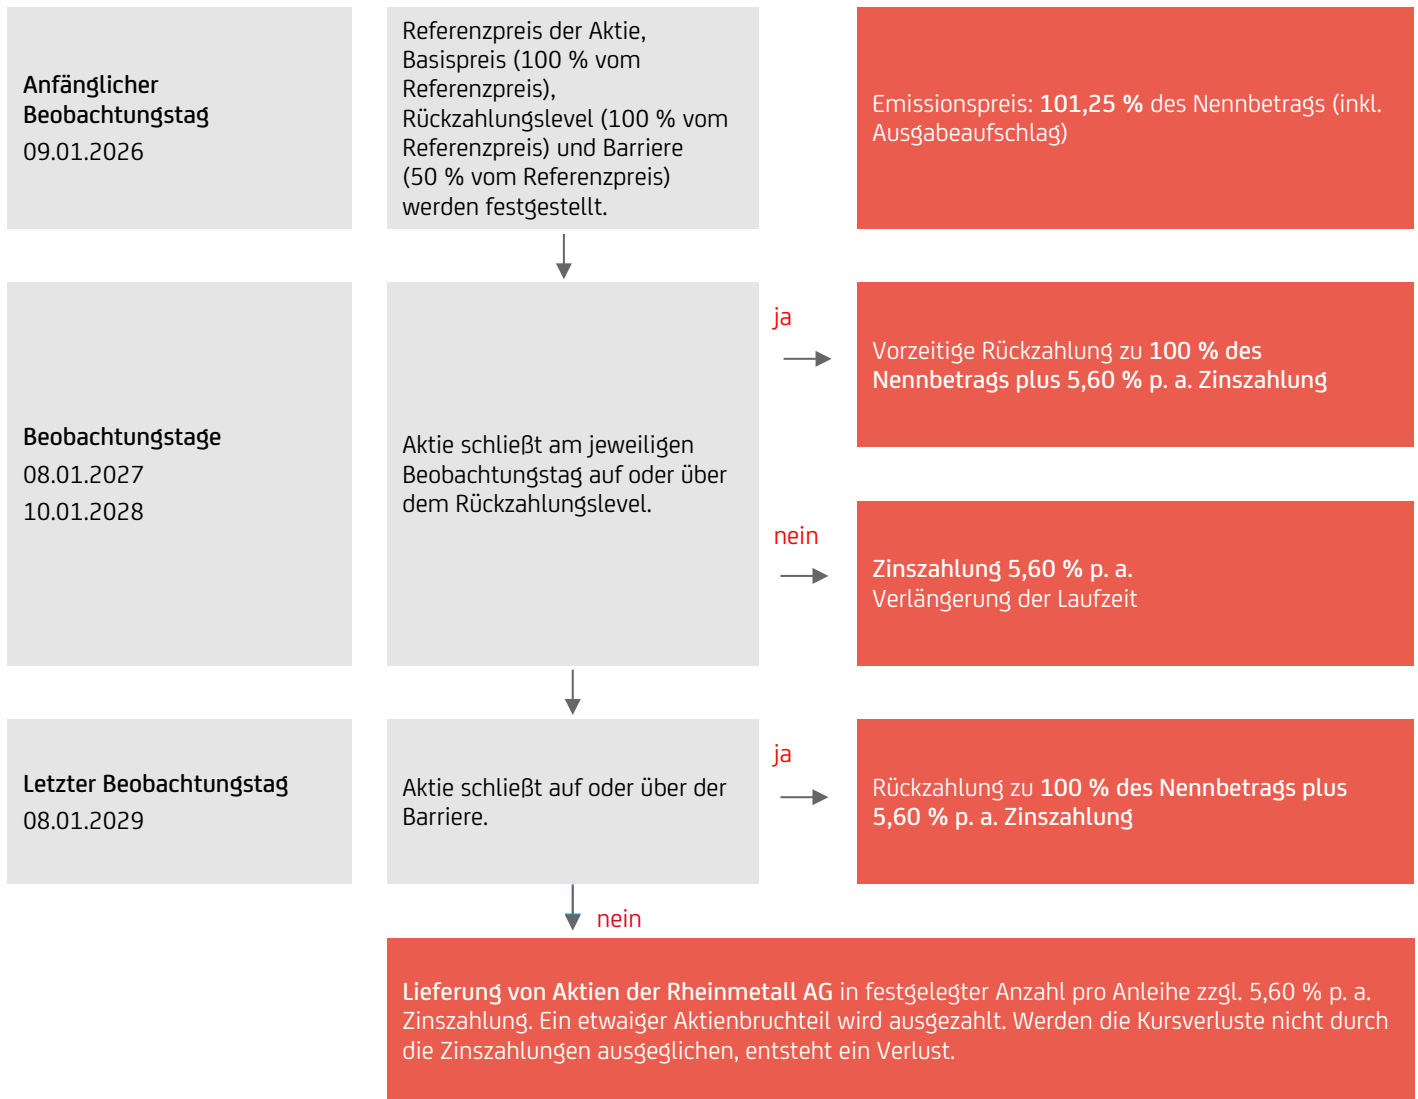 Anfänglicher
Beobachtungstag
09.01.2026
Referenzpreis der Aktie,
Basispreis (100 % vom
Referenzpreis),
Rückzahlungslevel (100 % vom
Referenzpreis) und Barriere
(50 % vom Referenzpreis)
werden festgestellt.
Emissionspreis: 101,25 % des Nennbetrags (inkl.
Ausgabeaufschlag)
Beobachtungstage
08.01.2027
10.01.2028
Aktie schließt am jeweiligen
Beobachtungstag auf oder über
dem Rückzahlungslevel.
ja
Vorzeitige Rückzahlung zu 100 % des
Nennbetrags plus 5,60 % p. a. Zinszahlung
nein
Zinszahlung 5,60 % p. a.
Verlängerung der Laufzeit
Letzter Beobachtungstag
08.01.2029
Aktie schließt auf oder über der
Barriere.
ja
Rückzahlung zu 100 % des Nennbetrags plus
5,60 % p. a. Zinszahlung
nein
Lieferung von Aktien der Rheinmetall AG in festgelegter Anzahl pro Anleihe zzgl. 5,60 % p. a.
Zinszahlung. Ein etwaiger Aktienbruchteil wird ausgezahlt. Werden die Kursverluste nicht durch
die Zinszahlungen ausgeglichen, entsteht ein Verlust.